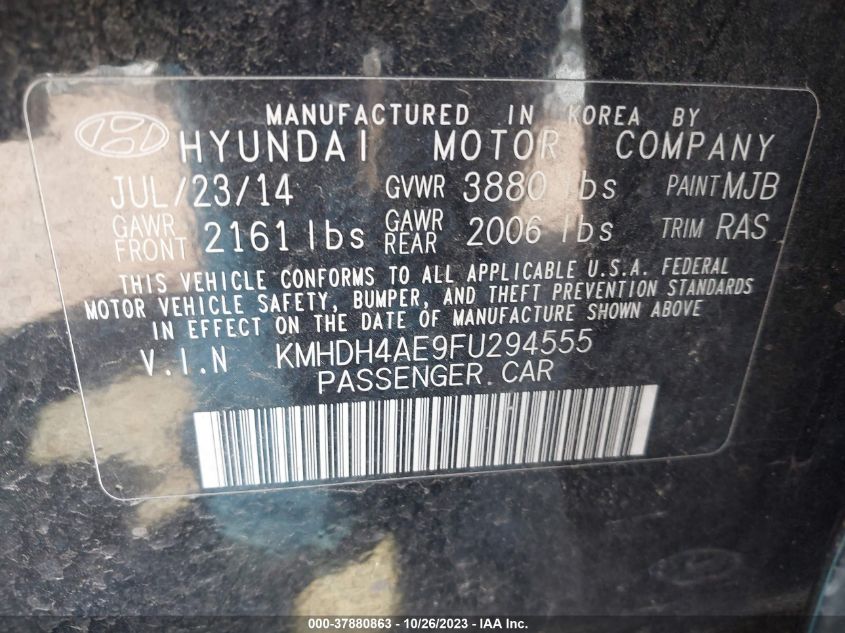 MANUFACTURED IN KOREA BY
HYUNDAI MOTOR COMPANY
JUL/23/14 GVWR 3880 lbs PAINT MJB
GAWR FRONT 2161 lbs GAWR REAR 2006 lbs TRIM RAS
THIS VEHICLE CONFORMS TO ALL APPLICABLE U.S.A. FEDERAL
MOTOR VEHICLE SAFETY, BUMPER, AND THEFT PREVENTION STANDARDS
IN EFFECT ON THE DATE OF MANUFACTURE SHOWN ABOVE
V.I.N KMHDH4AE9FU294555
PASSENGER.CAR
000-37880863 - 10/26/2023 - IAA Inc.